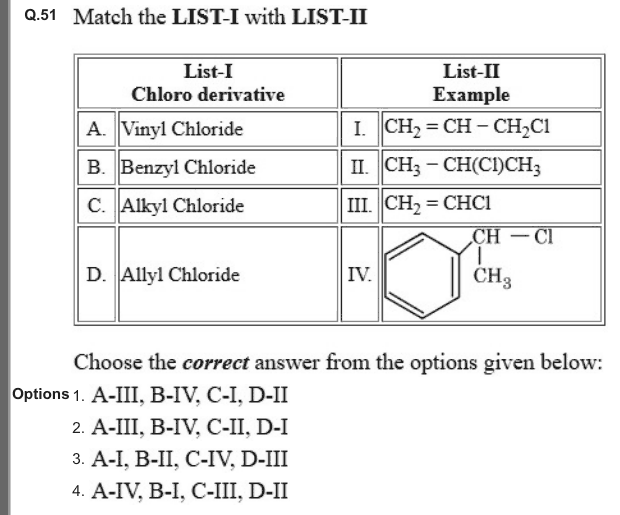 Q.51 Match the LIST-I with LIST-II
List-I List-II
Chloro derivative Example
A. Vinyl Chloride I. CH₂ = CH – CH₂Cl
B. Benzyl Chloride II. CH₃ – CH(Cl)CH₃
C. Alkyl Chloride III. CH₂ = CHCl
CH – Cl
D. Allyl Chloride IV. CH₃
Choose the correct answer from the options given below:
Options 1. A-III, B-IV, C-I, D-II
2. A-III, B-IV, C-II, D-I
3. A-I, B-II, C-IV, D-III
4. A-IV, B-I, C-III, D-II